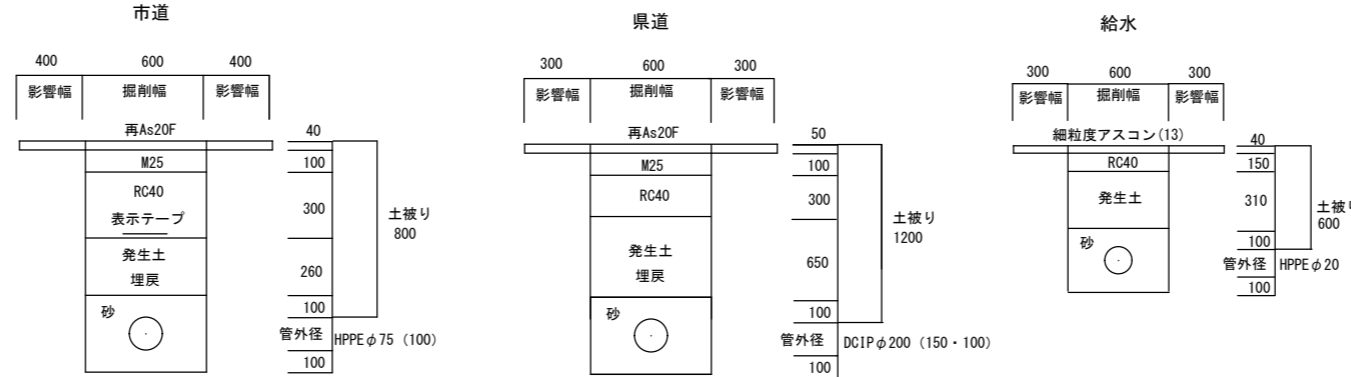 市道
400 600 400
影響幅 掘削幅 影響幅
再As20F
M25
RC40
表示テープ
発生土
埋戻
砂
40
100
300
260
100
管外径
100
土被り
800
HPPEφ75 (100)
県道
300 600 300
影響幅 掘削幅 影響幅
再As20F
M25
RC40
発生土
埋戻
砂
50
100
300
650
100
管外径
100
土被り
1200
DCIPφ200 (150・100)
給水
300 600 300
影響幅 掘削幅 影響幅
細粒度アスコン(13)
RC40
発生土
砂
40
150
310
100
管外径
100
土被り
600
HPPEφ20